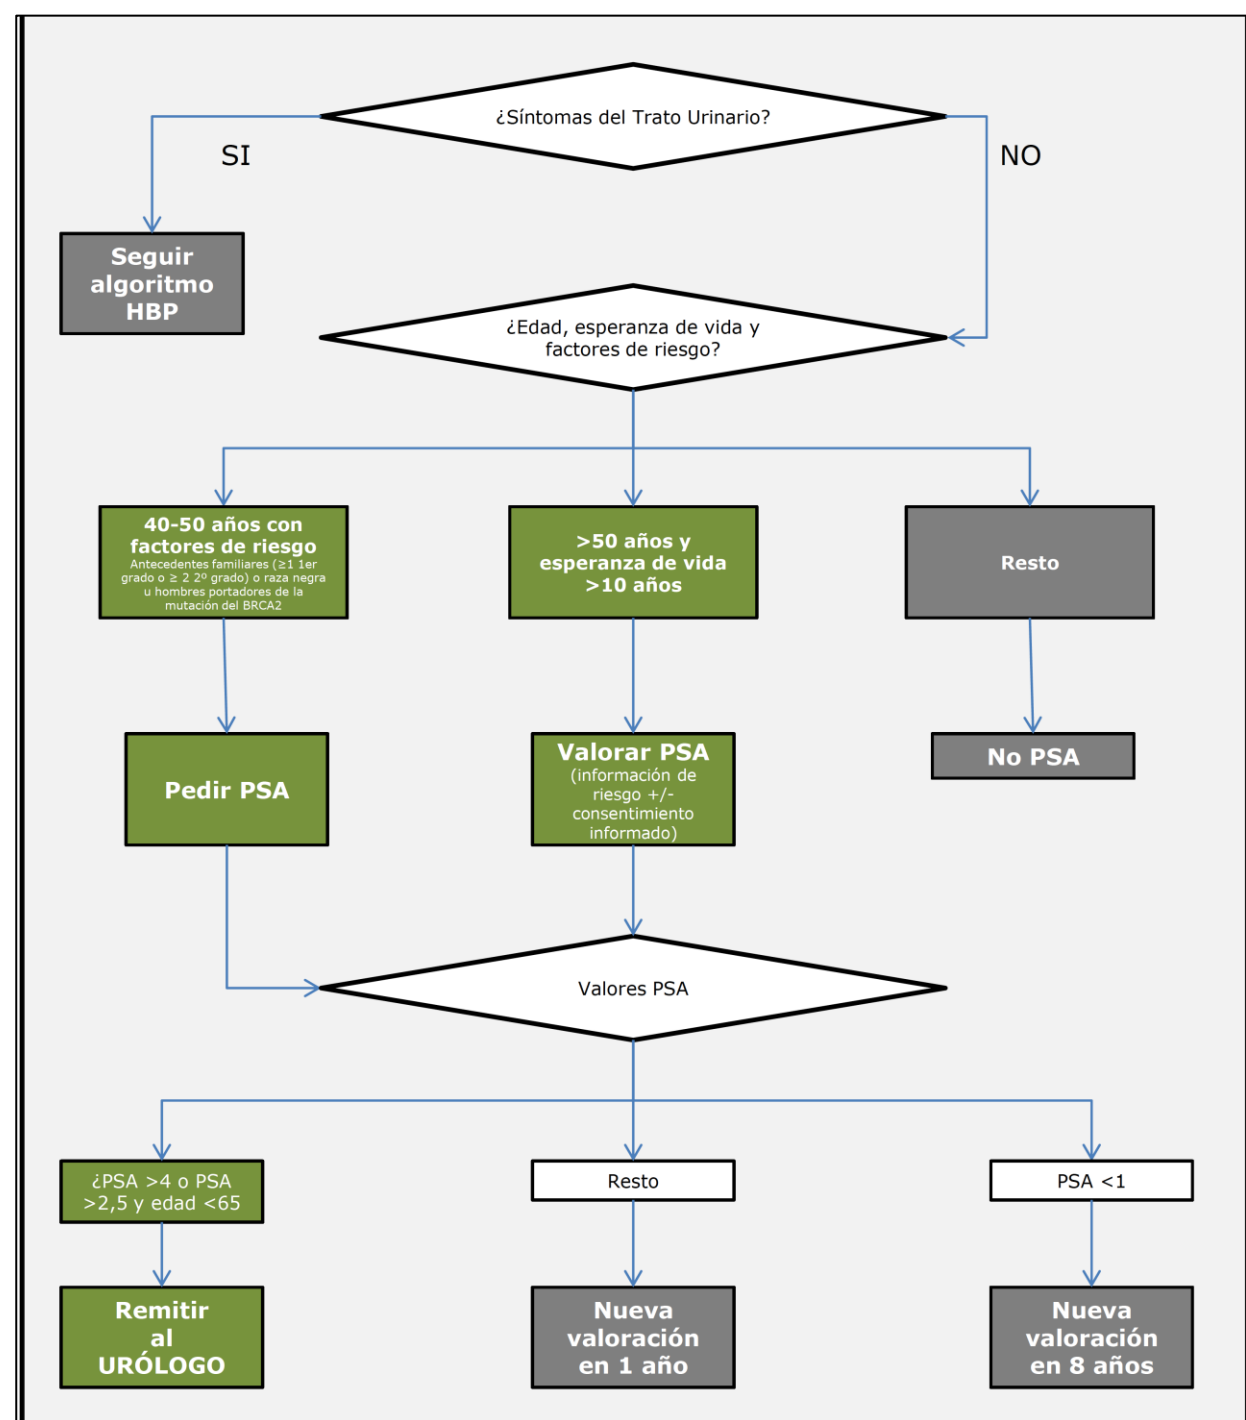 ¿Síntomas del Trato Urinario?
SI
NO
Seguir
algoritmo
HBP
¿Edad, esperanza de vida y
factores de riesgo?
40-50 años con
factores de riesgo
Antecedentes familiares (≥1 1er
grado o ≥ 2 2º grado) o raza negra
u hombres portadores de la
mutación del BRCA2
>50 años y
esperanza de vida
>10 años
Resto
Pedir PSA
Valorar PSA
(información de
riesgo +/-
consentimiento
informado)
No PSA
Valores PSA
¿PSA >4 o PSA
>2,5 y edad <65
Resto
PSA <1
Remitir
al
URÓLOGO
Nueva
valoración
en 1 año
Nueva
valoración
en 8 años